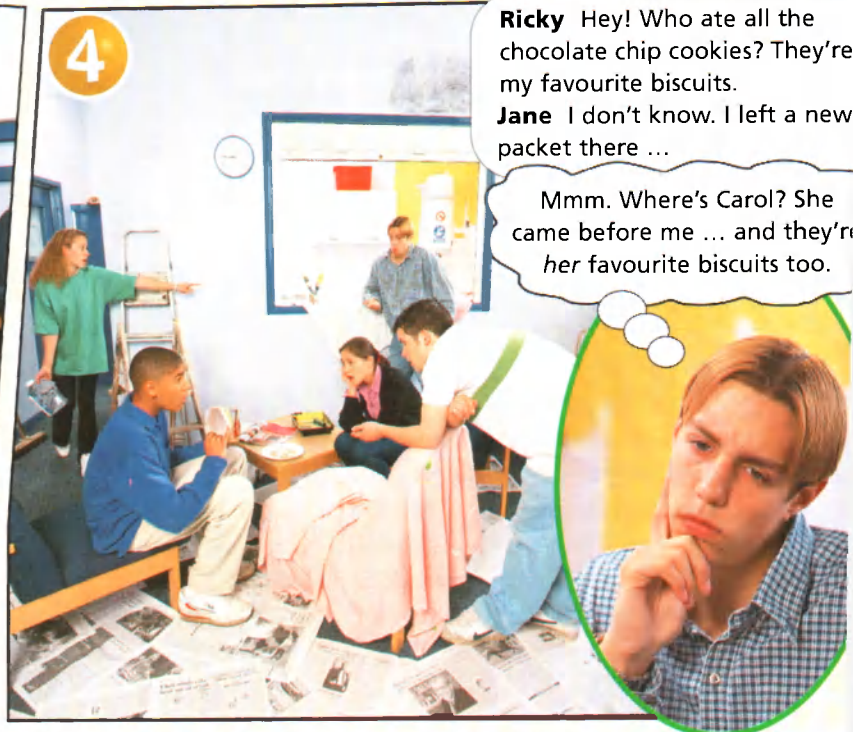 4
Ricky Hey! Who ate all the
chocolate chip cookies? They're
my favourite biscuits.
Jane I don't know. I left a new
packet there ...
Mmm. Where's Carol? She
came before me ... and they're
her favourite biscuits too.